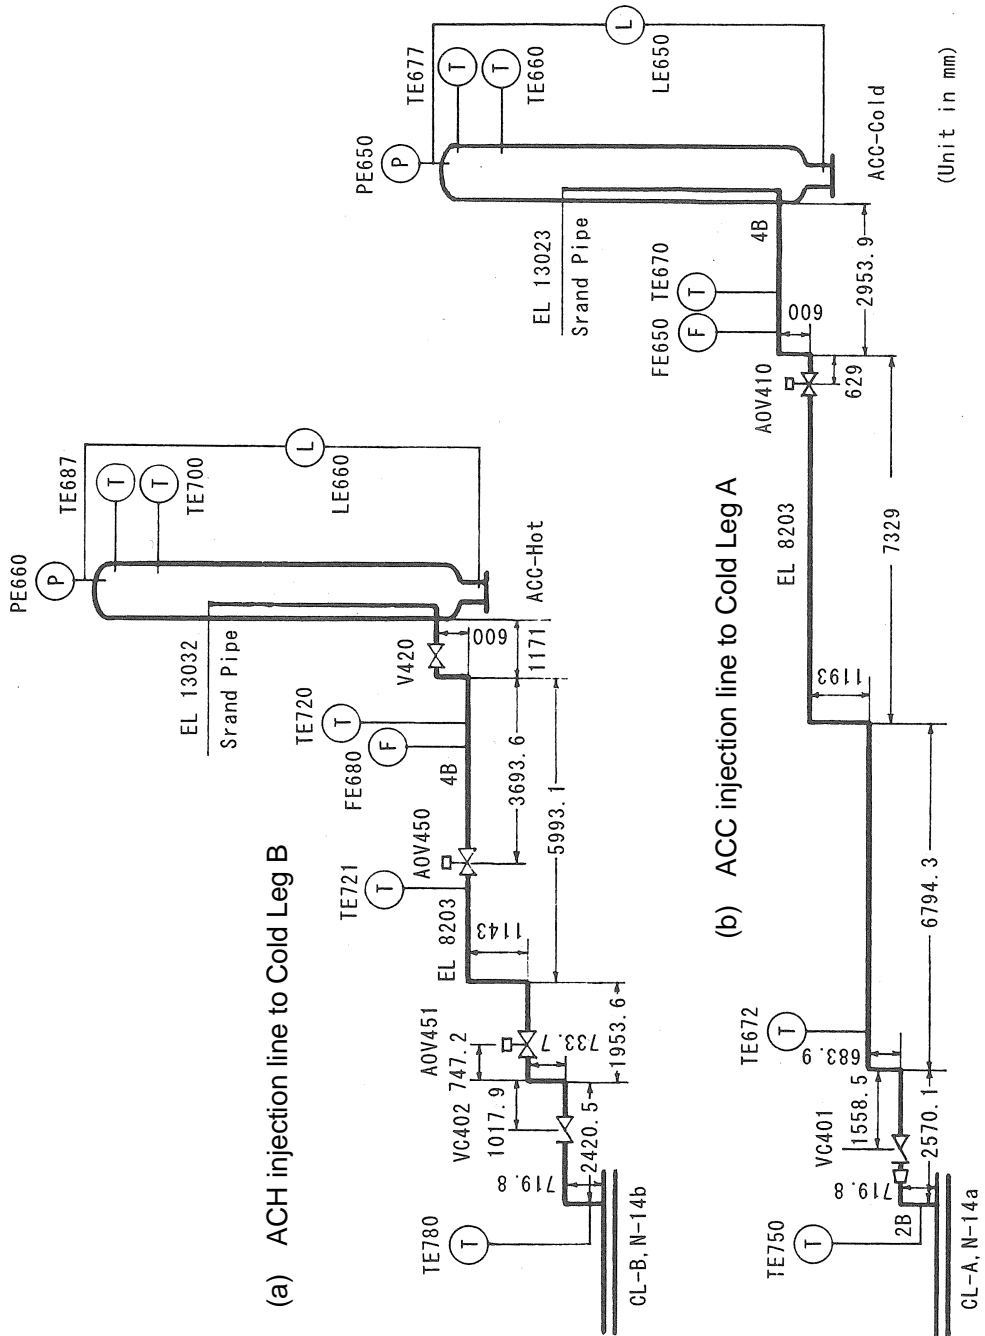 (a) ACH injection line to Cold Leg B
PE660
P
TE687
T
TE700
T
L
LE660
EL 13032
Srand Pipe
ACC-Hot
V420
600
1171
TE720
T
FE680
F
4B
3693.6
5993.1
AOV450
TE721
T
EL 8203
1143
AOV451
747.2
733.7
1953.6
VC402
1017.9
2420.5
719.8
TE780
T
CL-B, N-14b
(b) ACC injection line to Cold Leg A
PE650
P
TE677
T
TE660
T
L
LE650
EL 13023
Srand Pipe
ACC-Cold
(Unit in mm)
4B
2953.9
FE650
F
TE670
T
600
AOV410
629
EL 8203
7329
1193
6794.3
TE672
T
683.9
VC401
1558.5
2570.1
719.8
2B
TE750
T
CL-A, N-14a